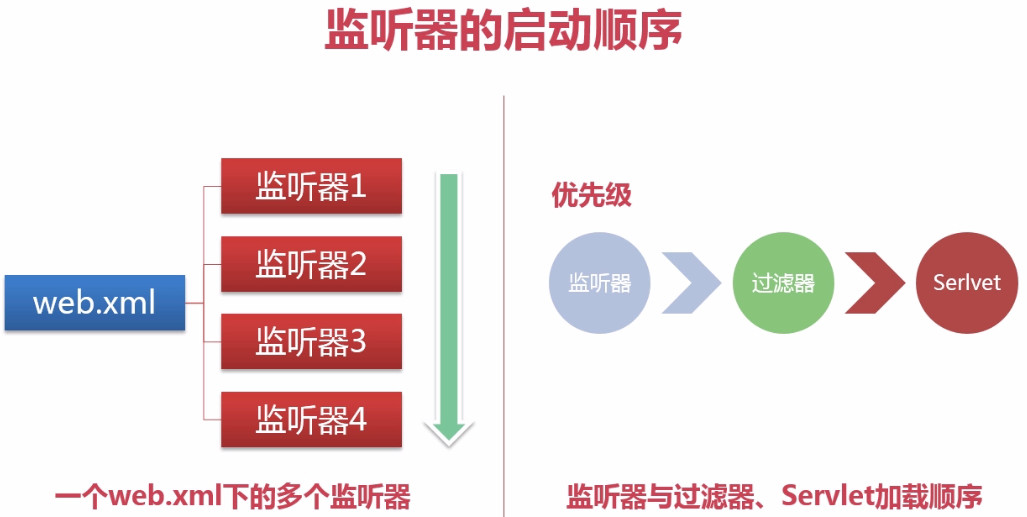 监听器的启动顺序
web.xml
监听器1
监听器2
监听器3
监听器4
一个web.xml下的多个监听器
优先级
监听器
过滤器
Serlvet
监听器与过滤器、Servlet加载顺序